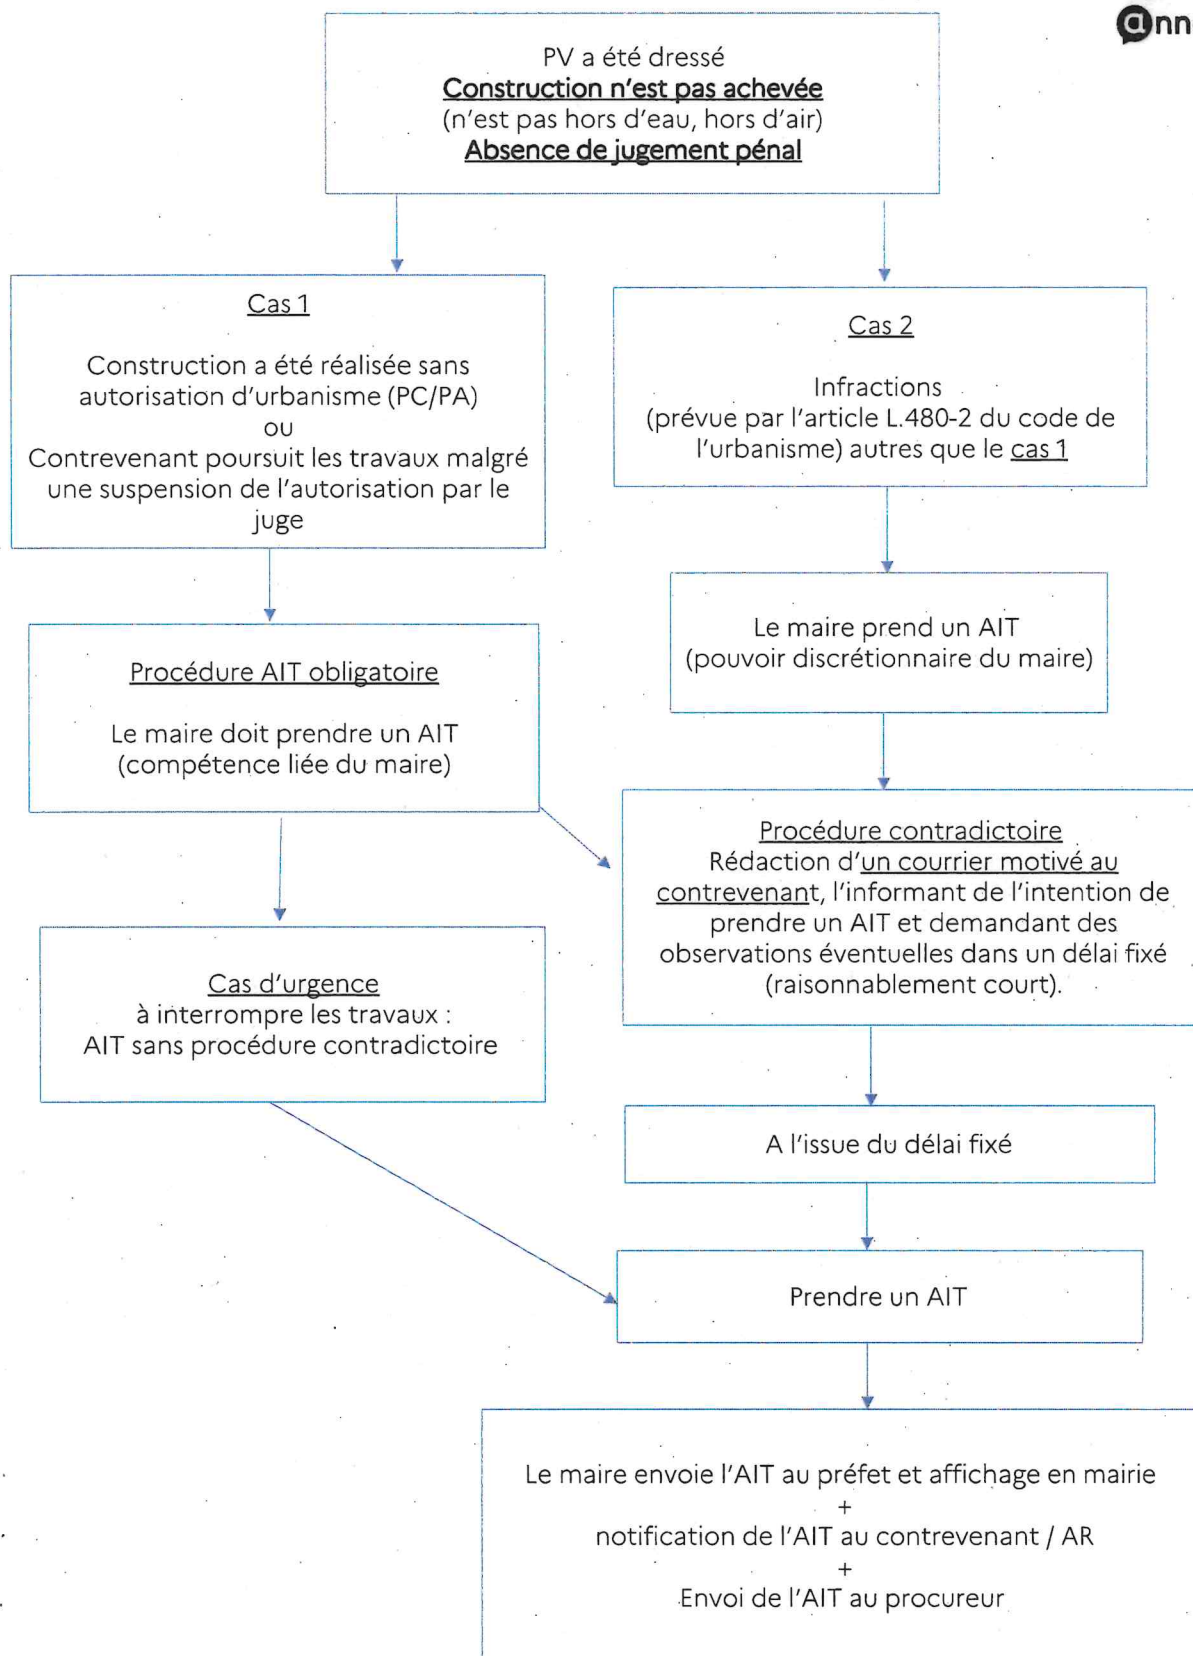 @nn
PV a été dressé
Construction n'est pas achevée
(n'est pas hors d'eau, hors d'air)
Absence de jugement pénal
Cas 1
Construction a été réalisée sans
autorisation d'urbanisme (PC/PA)
ou
Contrevenant poursuit les travaux malgré
une suspension de l'autorisation par le
juge
Cas 2
Infractions
(prévue par l'article L.480-2 du code de
l'urbanisme) autres que le cas 1
Procédure AIT obligatoire
Le maire doit prendre un AIT
(compétence liée du maire)
Le maire prend un AIT
(pouvoir discrétionnaire du maire)
Cas d'urgence
à interrompre les travaux :
AIT sans procédure contradictoire
Procédure contradictoire
Rédaction d'un courrier motivé au
contrevenant, l'informant de l'intention de
prendre un AIT et demandant des
observations éventuelles dans un délai fixé
(raisonnablement court).
A l'issue du délai fixé
Prendre un AIT
Le maire envoie l'AIT au préfet et affichage en mairie
+
notification de l'AIT au contrevenant / AR
+
Envoi de l'AIT au procureur